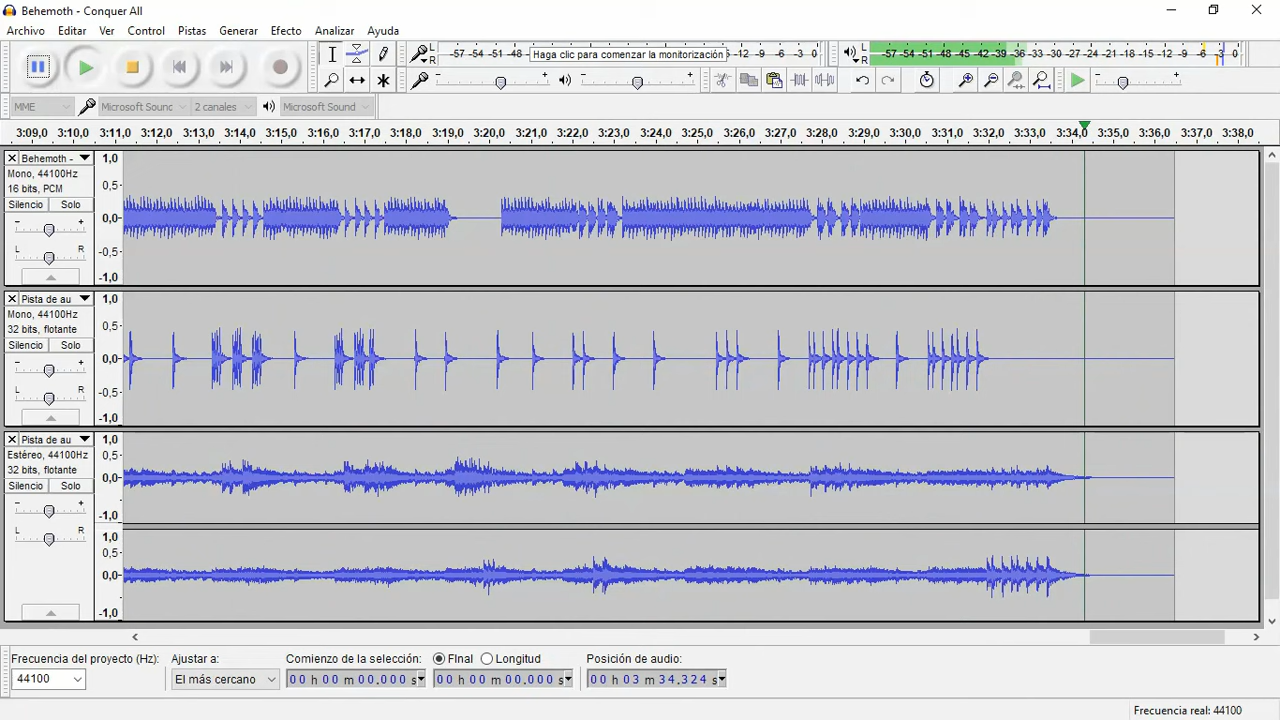 Behemoth - Conquer All
Archivo Editar Ver Control Pistas Generar Efecto Analizar Ayuda
L R -57 -54 -51 -48 Haga clic para comenzar la monitorización -12 -9 -6 -3 0
L R -57 -54 -51 -48 -45 -42 -39 -36 -33 -30 -27 -24 -21 -18 -15 -12 -9 -6 -3 0
MME Microsoft Sound 2 canales Microsoft Sound
3:09,0 3:10,0 3:11,0 3:12,0 3:13,0 3:14,0 3:15,0 3:16,0 3:17,0 3:18,0 3:19,0 3:20,0 3:21,0 3:22,0 3:23,0 3:24,0 3:25,0 3:26,0 3:27,0 3:28,0 3:29,0 3:30,0 3:31,0 3:32,0 3:33,0 3:34,0 3:35,0 3:36,0 3:37,0 3:38,0
Behemoth - 1,0
Mono, 44100Hz
16 bits, PCM 0,5
Silencio Solo
- + 0,0
L R -0,5
-1,0
Pista de au 1,0
Mono, 44100Hz
32 bits, flotante 0,5
Silencio Solo
- + 0,0
L R -0,5
-1,0
Pista de au 1,0
Estéreo, 44100Hz 0,5
32 bits, flotante 0,0
Silencio Solo
- + -0,5
-1,0
L R 1,0
0,5
0,0
-0,5
-1,0
Frecuencia del proyecto (Hz): Ajustar a: Comienzo de la selección: FInal Longitud Posición de audio:
44100 El más cercano 00 h 00 m 00.000 s 00 h 00 m 00.000 s 00 h 03 m 34.324 s
Frecuencia real: 44100